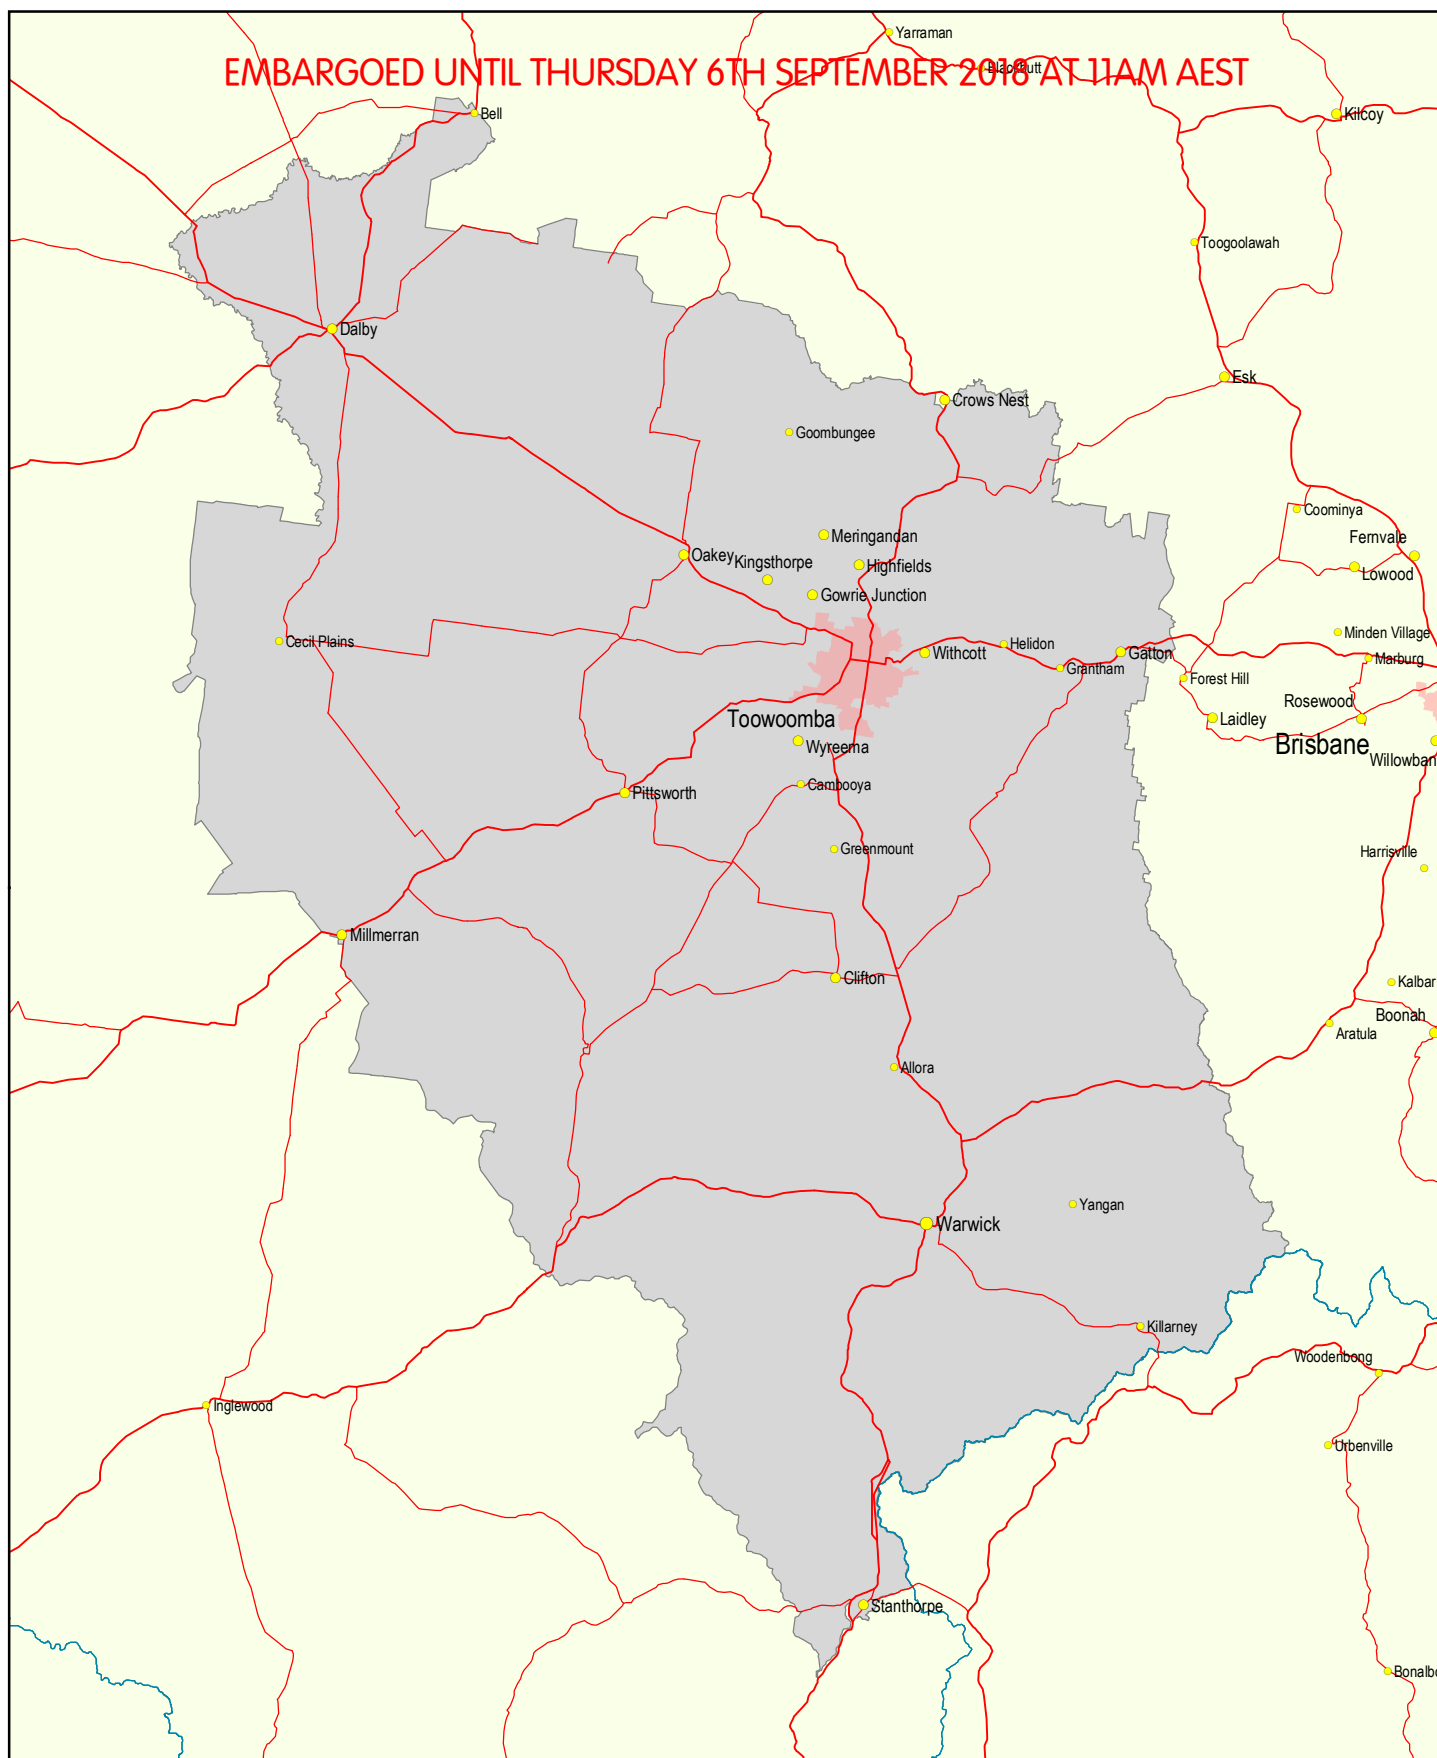 Yarraman
EMBARGOED UNTIL THURSDAY 6TH SEPTEMBER 2018 AT 11AM AEST
Blackbutt
Bell
Kilcoy
Toogoolawah
Dalby
Esk
Crows Nest
Goombungee
Coominya
Meringandan
Fernvale
Oakey
Kingsthorpe
Highfields
Lowood
Gowrie Junction
Minden Village
Cecil Plains
Helidon
Withcott
Gatton
Marburg
Grantham
Forest Hill
Rosewood
Toowoomba
Laidley
Wyreema
Brisbane
Willowban
Cambooya
Pittsworth
Greenmount
Harrisville
Millmerran
Clifton
Kalbar
Boonah
Aratula
Allora
Yangan
Warwick
Killarney
Woodenbong
Inglewood
Urbenville
Stanthorpe
Bonalbo